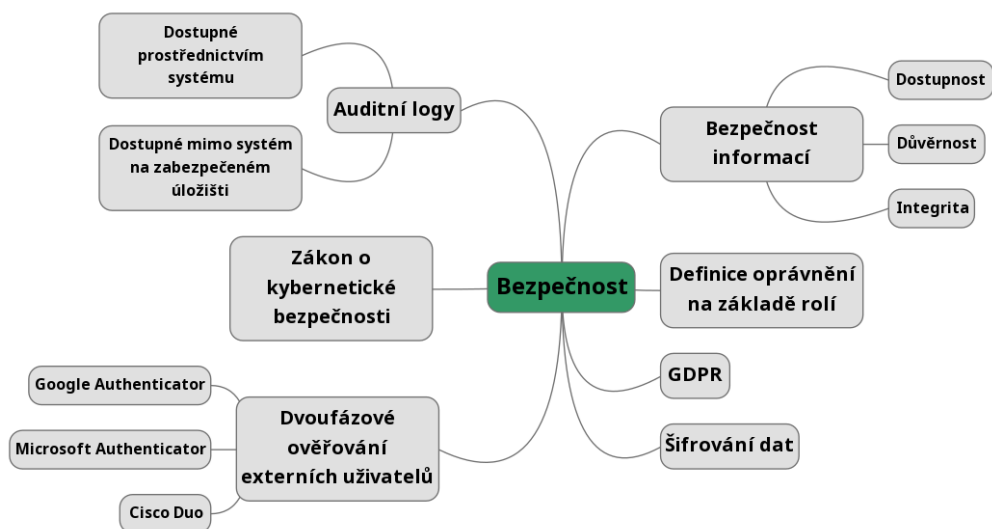 Dostupné
prostřednictvím
systému
Auditní logy
Dostupné mimo systém
na zabezpečeném
úložišti
Zákon o
kybernetické
bezpečnosti
Google Authenticator
Microsoft Authenticator
Cisco Duo
Dvoufázové
ověřování
externích uživatelů
Bezpečnost
Bezpečnost
informací
Dostupnost
Důvěrnost
Integrita
Definice oprávnění
na základě rolí
GDPR
Šifrování dat